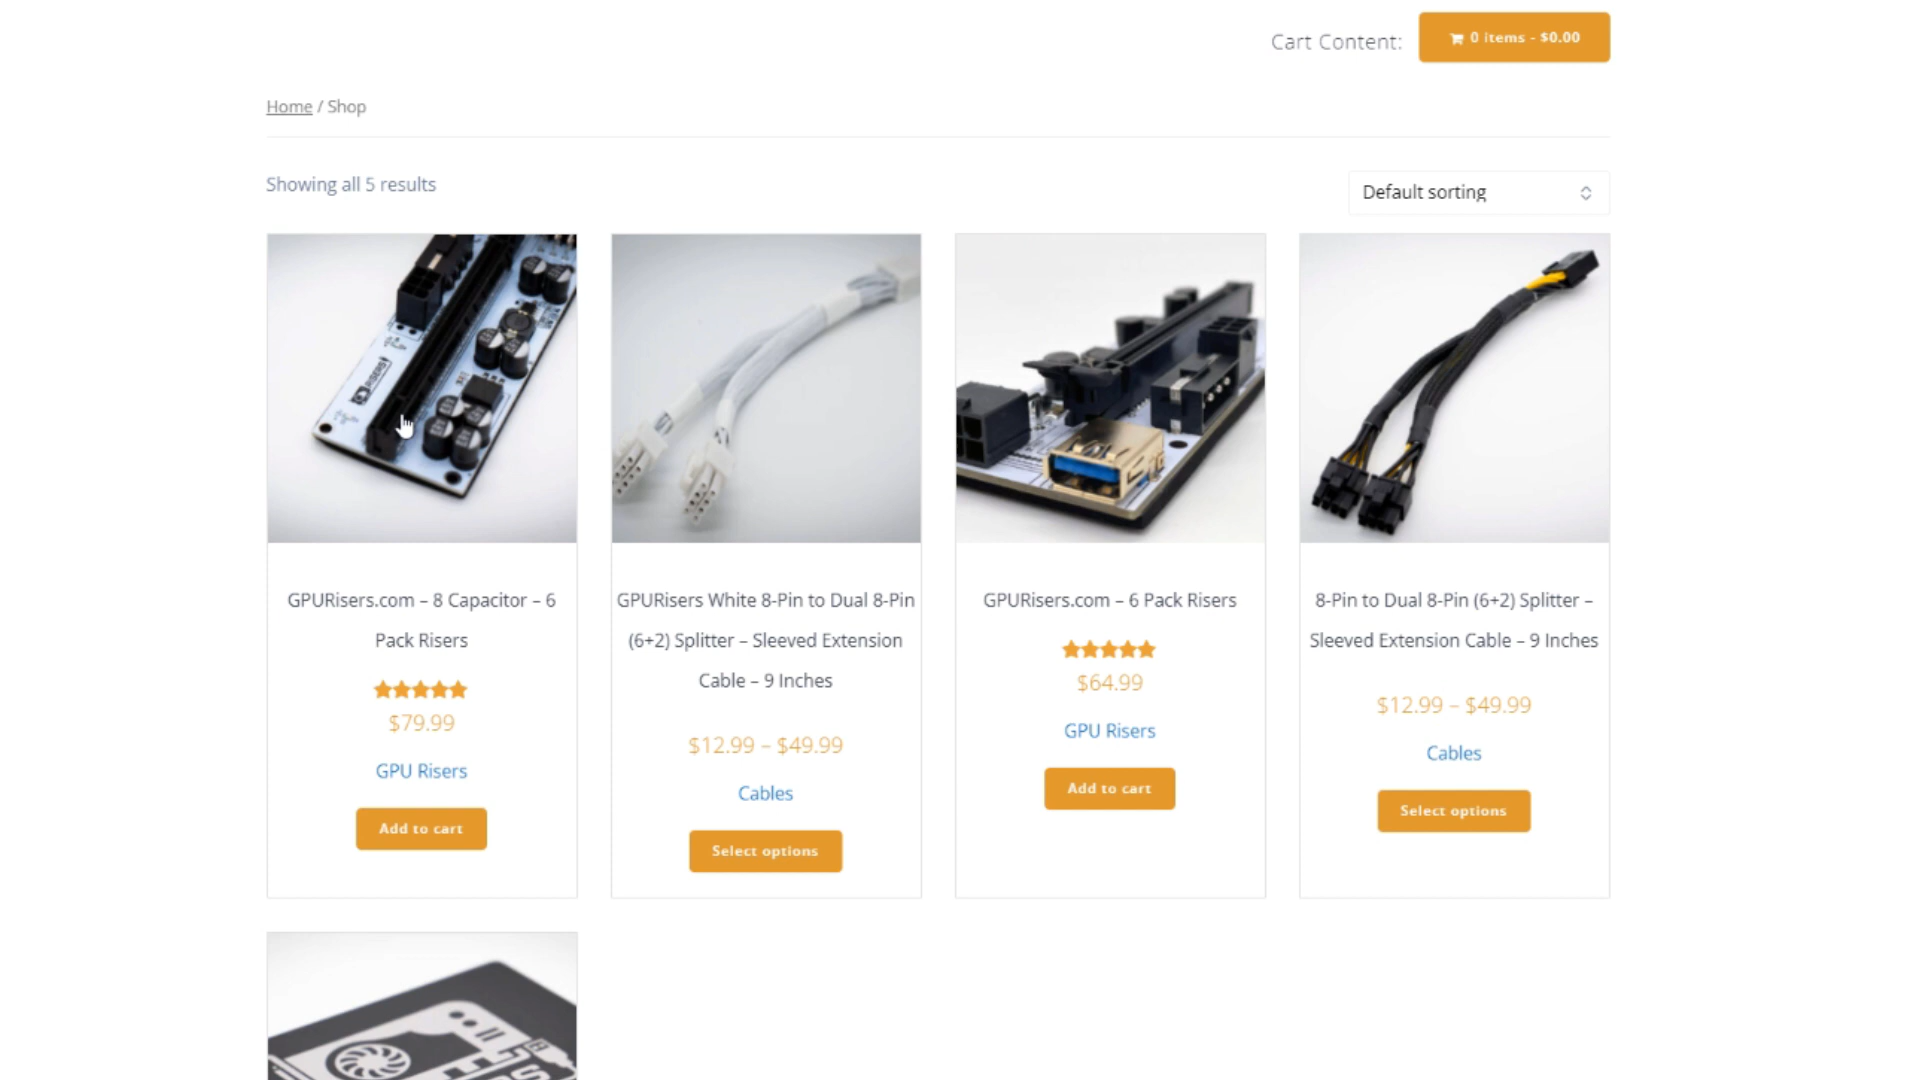 Cart Content:
0 items - $0.00
Home / Shop
Showing all 5 results
Default sorting
RISERS
GPURisers.com – 8 Capacitor – 6
Pack Risers
$79.99
GPU Risers
Add to cart
GPURisers White 8-Pin to Dual 8-Pin
(6+2) Splitter – Sleeved Extension
Cable – 9 Inches
$12.99 – $49.99
Cables
Select options
GPURisers.com – 6 Pack Risers
$64.99
GPU Risers
Add to cart
8-Pin to Dual 8-Pin (6+2) Splitter –
Sleeved Extension Cable – 9 Inches
$12.99 – $49.99
Cables
Select options